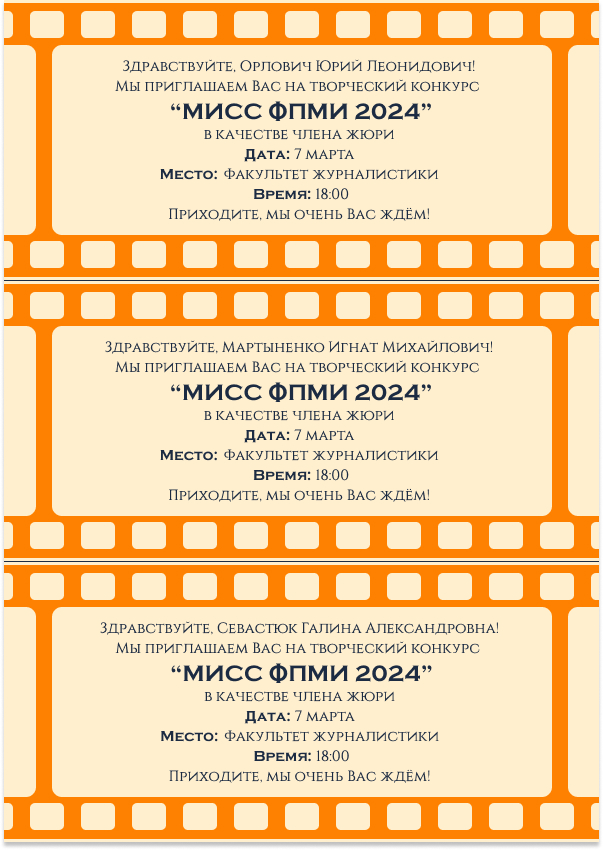 Здравствуйте, Орлович Юрий Леонидович!
Мы приглашаем Вас на творческий конкурс
“МИСС ФПМИ 2024”
в качестве члена жюри
Дата: 7 марта
Место: Факультет журналистики
Время: 18:00
Приходите, мы очень Вас ждём!
Здравствуйте, Мартыненко Игнат Михайлович!
Мы приглашаем Вас на творческий конкурс
“МИСС ФПМИ 2024”
в качестве члена жюри
Дата: 7 марта
Место: Факультет журналистики
Время: 18:00
Приходите, мы очень Вас ждём!
Здравствуйте, Севастюк Галина Александровна!
Мы приглашаем Вас на творческий конкурс
“МИСС ФПМИ 2024”
в качестве члена жюри
Дата: 7 марта
Место: Факультет журналистики
Время: 18:00
Приходите, мы очень Вас ждём!